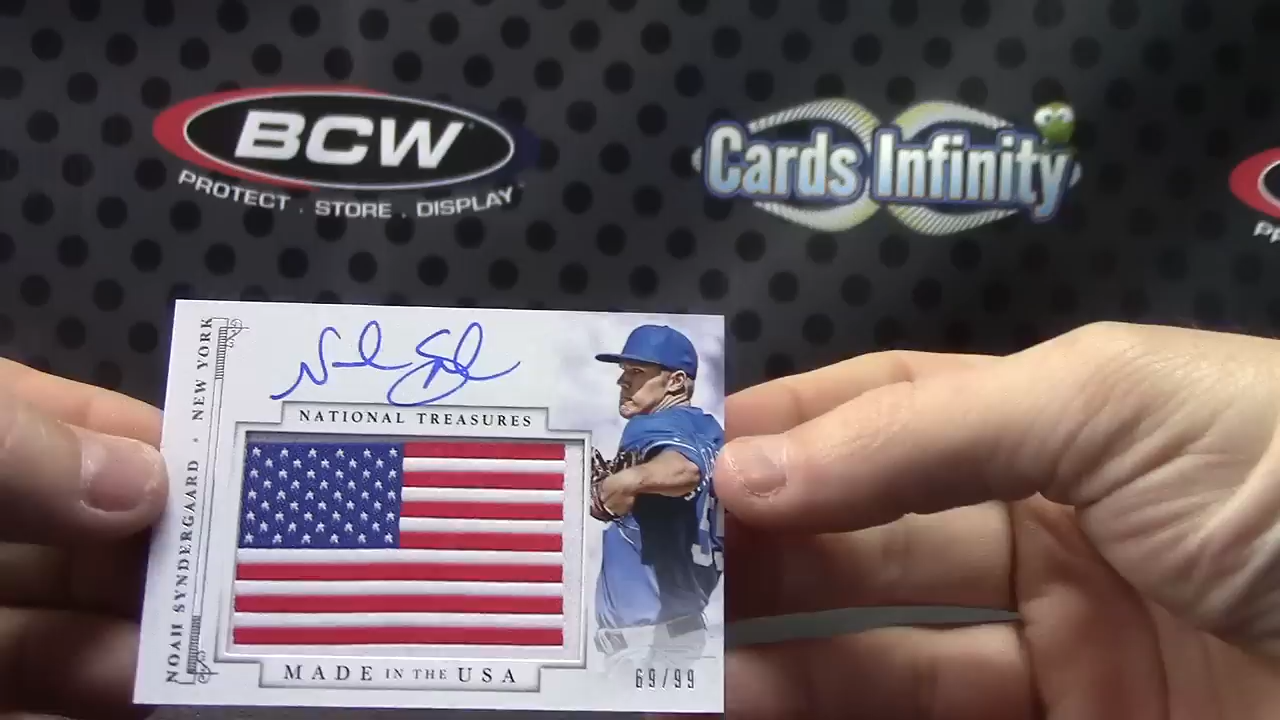 BCW
PROTECT . STORE . DISPLAY
Cards Infinity
NOAH SYNDERGAARD • NEW YORK
NATIONAL TREASURES
MADE IN THE USA
69/99